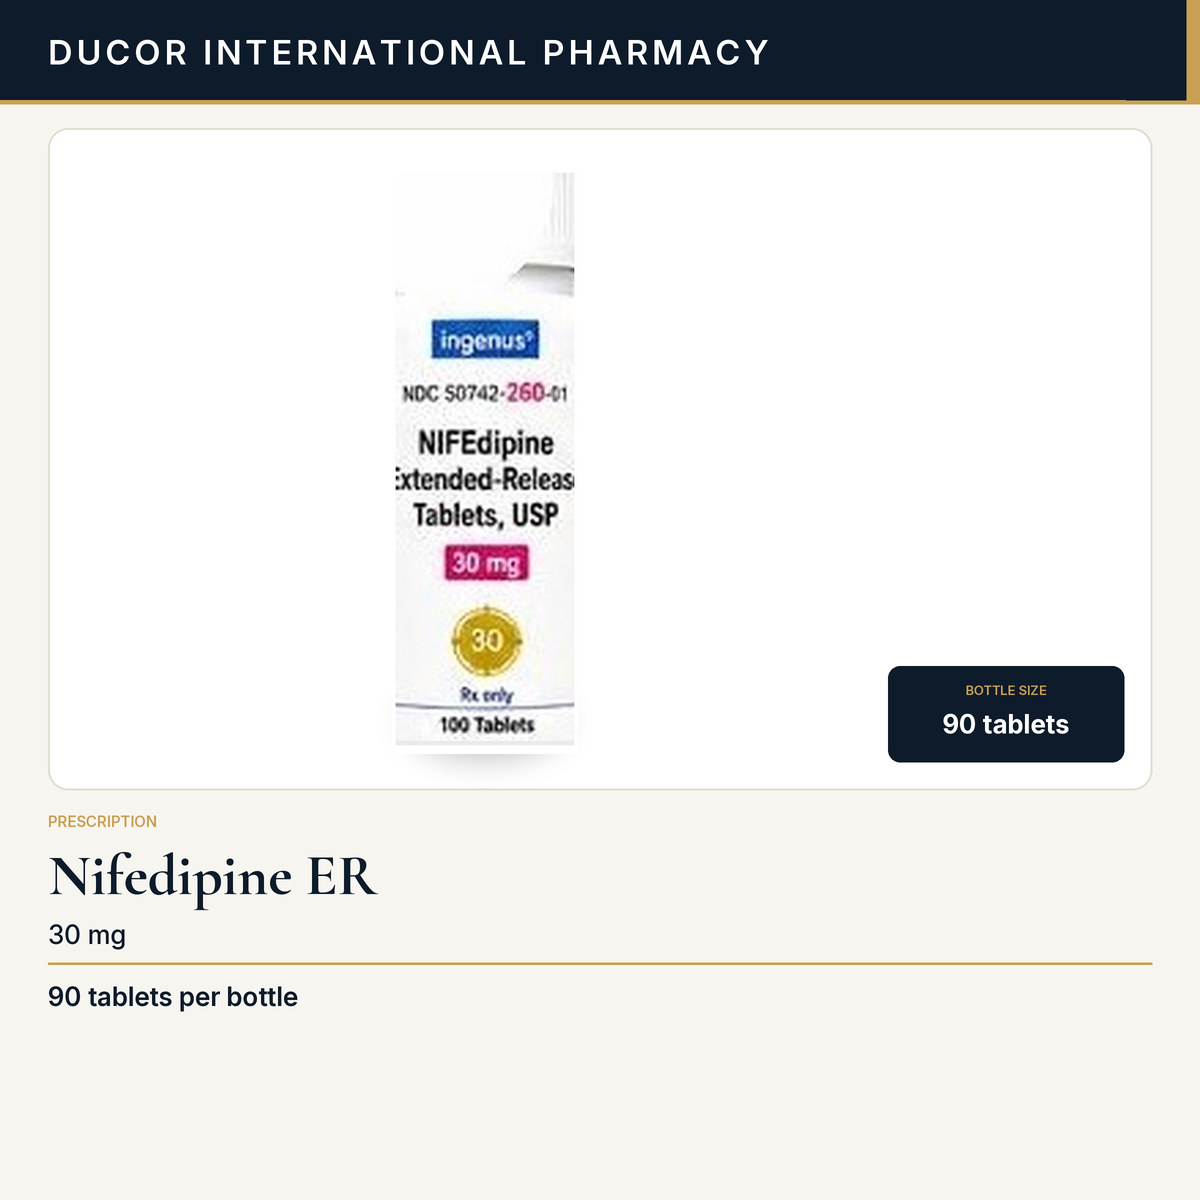 DUCOR INTERNATIONAL PHARMACY
ingenus®
NDC 50742-260-01
NIFEdipine
Extended-Releas
Tablets, USP
30 mg
30
Rx only
100 Tablets
BOTTLE SIZE
90 tablets
PRESCRIPTION
Nifedipine ER
30 mg
90 tablets per bottle